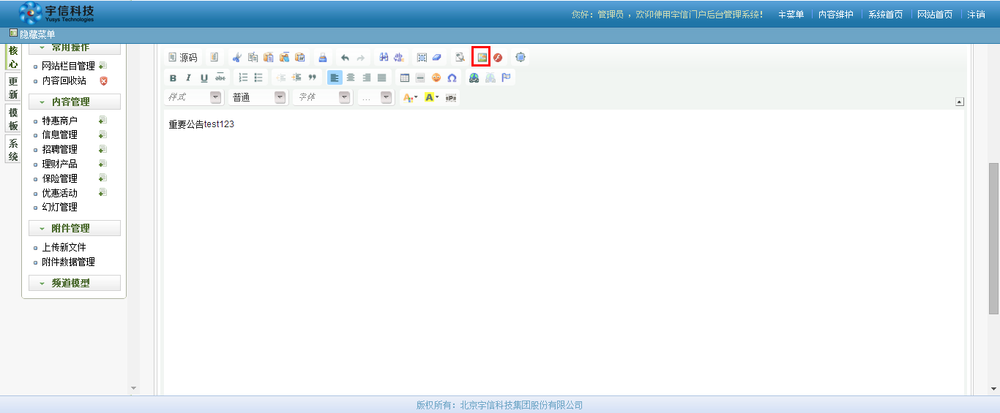 宇信科技
Yusys Technologies
您好：管理员 ，欢迎使用宇信门户后台管理系统！ 主菜单 内容维护 系统首页 网站首页 注销
隐藏菜单
核心
更新
模板
系统
常用操作
网站栏目管理
内容回收站
内容管理
特惠商户
信息管理
招聘管理
理财产品
保险管理
优惠活动
幻灯管理
附件管理
上传新文件
附件数据管理
频道模型
源码
B I U abc
样式 普通 字体 ...
重要公告test123
版权所有：北京宇信科技集团股份有限公司